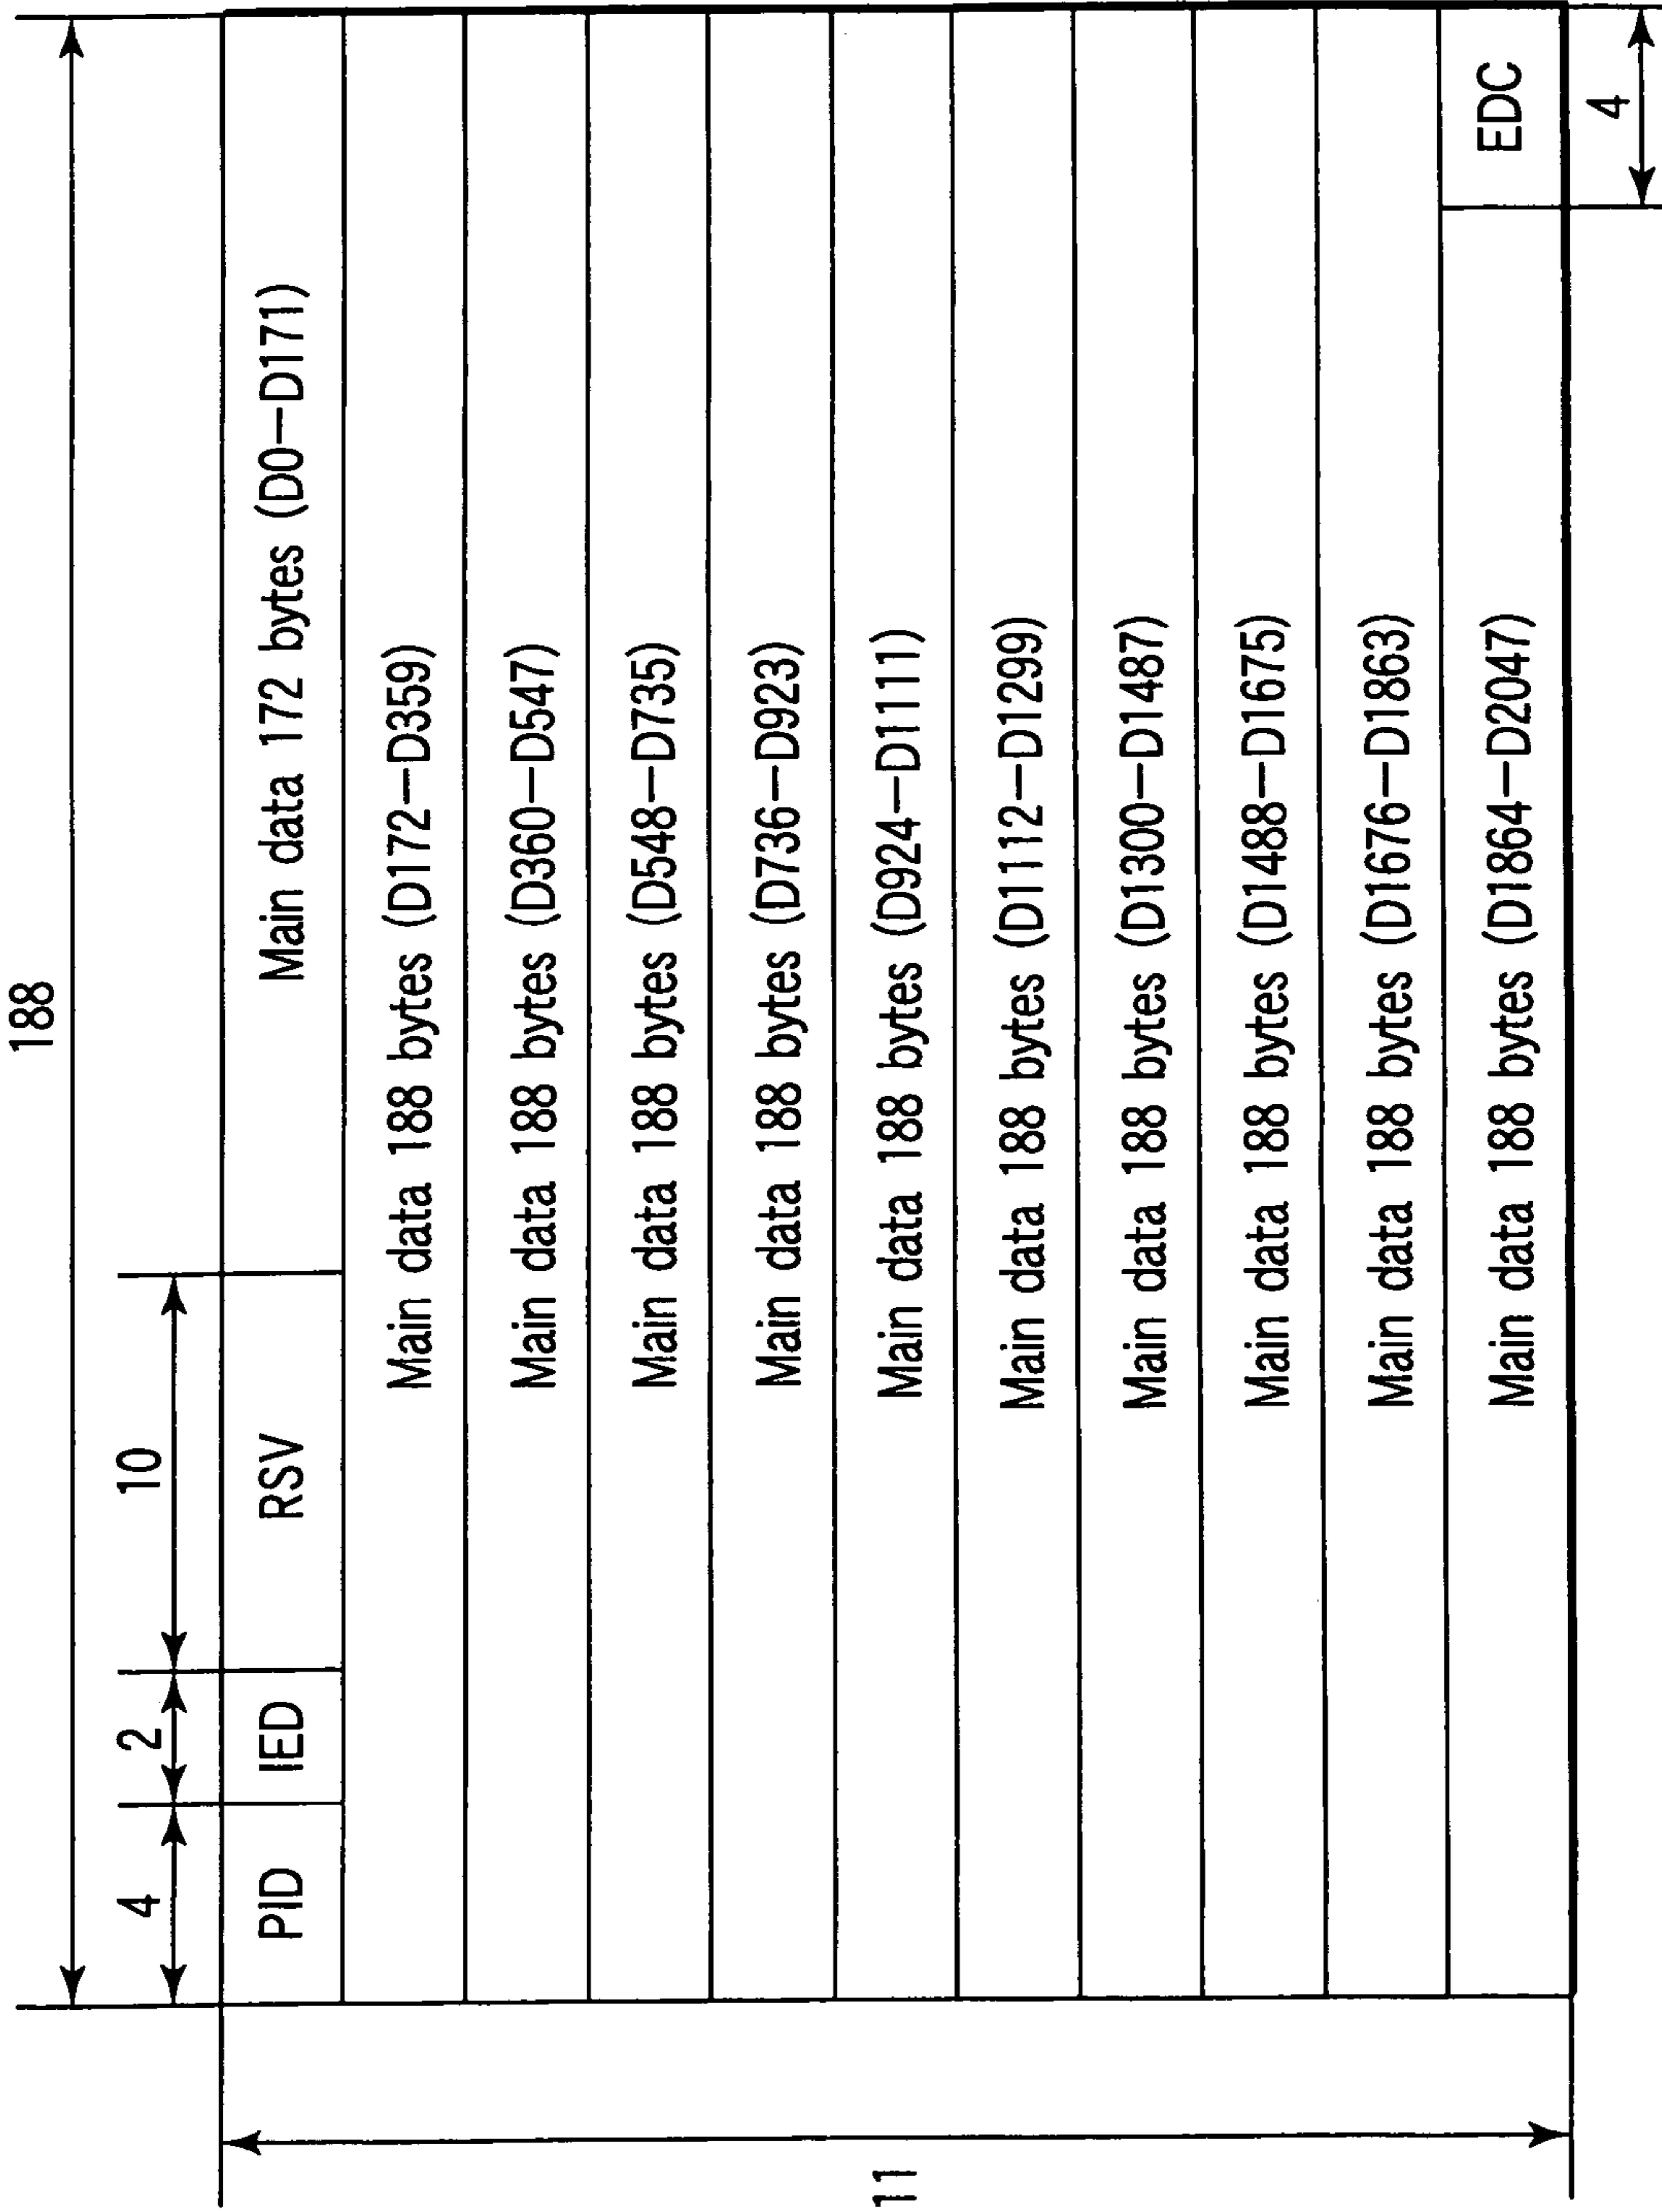 188
4 2 10
PID IED RSV Main data 172 bytes (D0-D171)
Main data 188 bytes (D172-D359)
Main data 188 bytes (D360-D547)
Main data 188 bytes (D548-D735)
Main data 188 bytes (D736-D923)
Main data 188 bytes (D924-D1111)
Main data 188 bytes (D1112-D1299)
Main data 188 bytes (D1300-D1487)
Main data 188 bytes (D1488-D1675)
Main data 188 bytes (D1676-D1863)
Main data 188 bytes (D1864-D2047) EDC
11
4